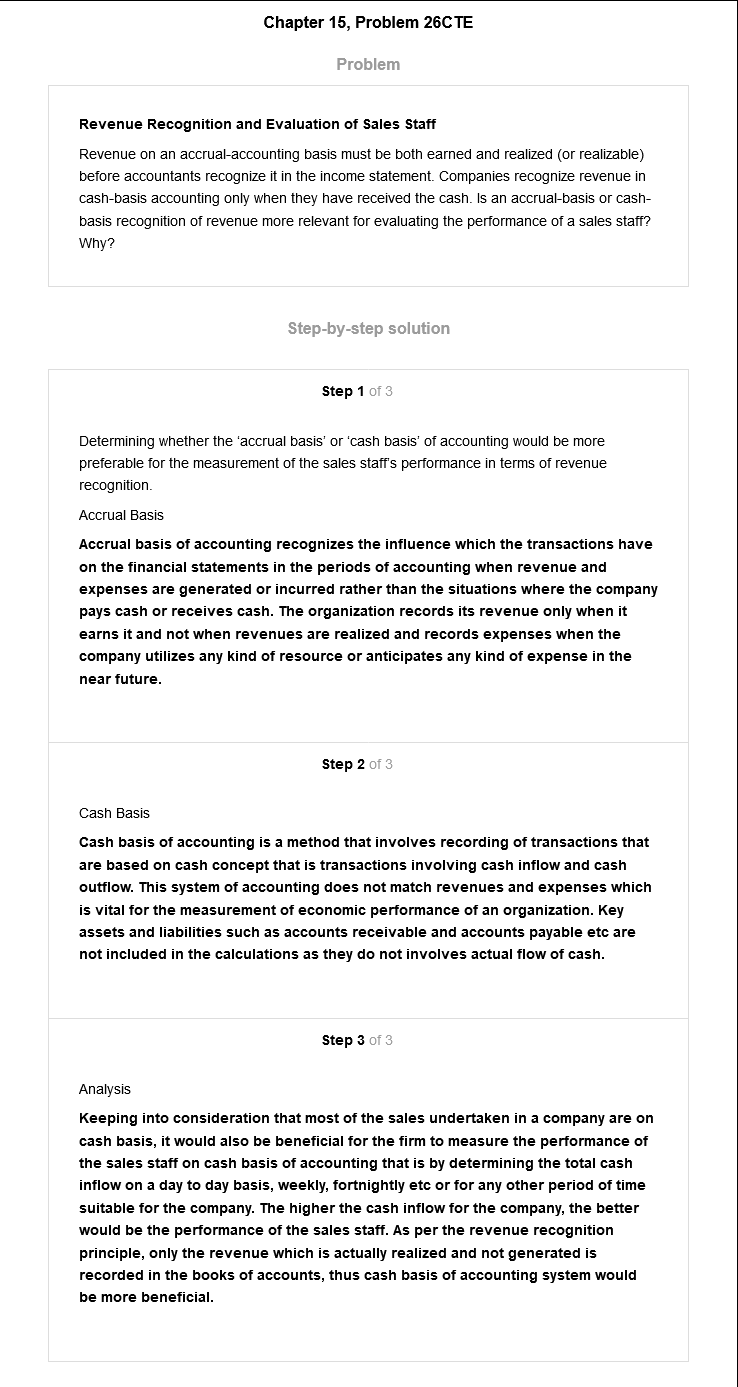 Chapter 15, Problem 26CTE
Problem
Revenue Recognition and Evaluation of Sales Staff
Revenue on an accrual-accounting basis must be both earned and realized (or realizable)
before accountants recognize it in the income statement. Companies recognize revenue in
cash-basis accounting only when they have received the cash. Is an accrual-basis or cash-
basis recognition of revenue more relevant for evaluating the performance of a sales staff?
Why?
Step-by-step solution
Step 1 of 3
Determining whether the ‘accrual basis’ or ‘cash basis’ of accounting would be more
preferable for the measurement of the sales staff’s performance in terms of revenue
recognition.
Accrual Basis
Accrual basis of accounting recognizes the influence which the transactions have
on the financial statements in the periods of accounting when revenue and
expenses are generated or incurred rather than the situations where the company
pays cash or receives cash. The organization records its revenue only when it
earns it and not when revenues are realized and records expenses when the
company utilizes any kind of resource or anticipates any kind of expense in the
near future.
Step 2 of 3
Cash Basis
Cash basis of accounting is a method that involves recording of transactions that
are based on cash concept that is transactions involving cash inflow and cash
outflow. This system of accounting does not match revenues and expenses which
is vital for the measurement of economic performance of an organization. Key
assets and liabilities such as accounts receivable and accounts payable etc are
not included in the calculations as they do not involves actual flow of cash.
Step 3 of 3
Analysis
Keeping into consideration that most of the sales undertaken in a company are on
cash basis, it would also be beneficial for the firm to measure the performance of
the sales staff on cash basis of accounting that is by determining the total cash
inflow on a day to day basis, weekly, fortnightly etc or for any other period of time
suitable for the company. The higher the cash inflow for the company, the better
would be the performance of the sales staff. As per the revenue recognition
principle, only the revenue which is actually realized and not generated is
recorded in the books of accounts, thus cash basis of accounting system would
be more beneficial.